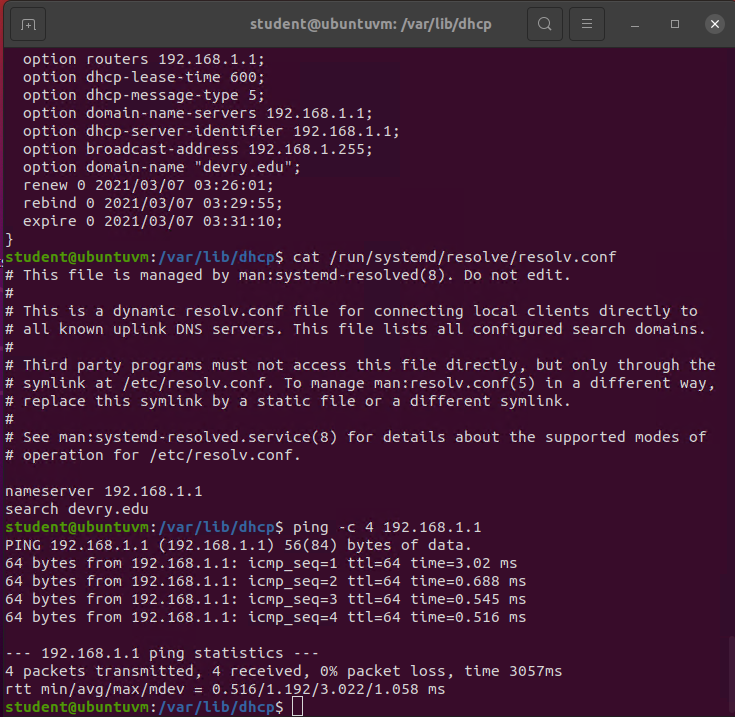 student@ubuntuvm: /var/lib/dhcp
  option routers 192.168.1.1;
  option dhcp-lease-time 600;
  option dhcp-message-type 5;
  option domain-name-servers 192.168.1.1;
  option dhcp-server-identifier 192.168.1.1;
  option broadcast-address 192.168.1.255;
  option domain-name "devry.edu";
  renew 0 2021/03/07 03:26:01;
  rebind 0 2021/03/07 03:29:55;
  expire 0 2021/03/07 03:31:10;
}
student@ubuntuvm:/var/lib/dhcp$ cat /run/systemd/resolve/resolv.conf
# This file is managed by man:systemd-resolved(8). Do not edit.
#
# This is a dynamic resolv.conf file for connecting local clients directly to
# all known uplink DNS servers. This file lists all configured search domains.
#
# Third party programs must not access this file directly, but only through the
# symlink at /etc/resolv.conf. To manage man:resolv.conf(5) in a different way,
# replace this symlink by a static file or a different symlink.
#
# See man:systemd-resolved.service(8) for details about the supported modes of
# operation for /etc/resolv.conf.

nameserver 192.168.1.1
search devry.edu
student@ubuntuvm:/var/lib/dhcp$ ping -c 4 192.168.1.1
PING 192.168.1.1 (192.168.1.1) 56(84) bytes of data.
64 bytes from 192.168.1.1: icmp_seq=1 ttl=64 time=3.02 ms
64 bytes from 192.168.1.1: icmp_seq=2 ttl=64 time=0.688 ms
64 bytes from 192.168.1.1: icmp_seq=3 ttl=64 time=0.545 ms
64 bytes from 192.168.1.1: icmp_seq=4 ttl=64 time=0.516 ms

--- 192.168.1.1 ping statistics ---
4 packets transmitted, 4 received, 0% packet loss, time 3057ms
rtt min/avg/max/mdev = 0.516/1.192/3.022/1.058 ms
student@ubuntuvm:/var/lib/dhcp$